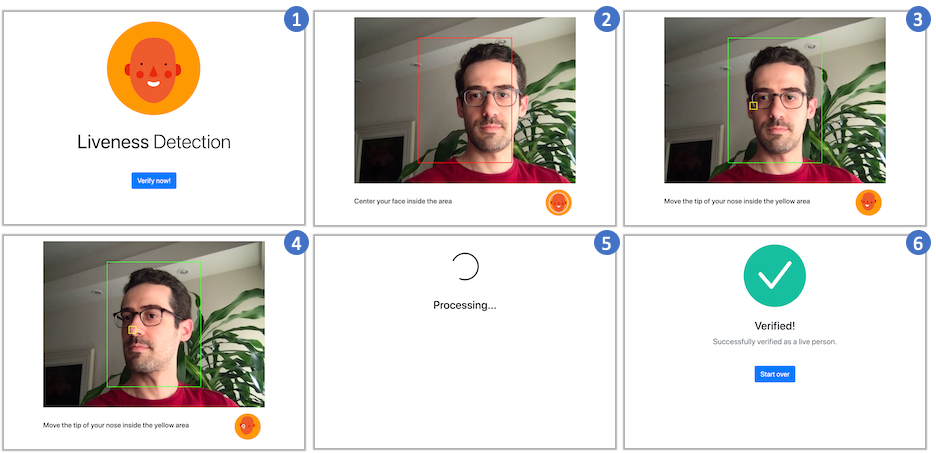 1
Liveness Detection
Verify now!
2
Center your face inside the area
3
Move the tip of your nose inside the yellow area
4
Move the tip of your nose inside the yellow area
5
Processing...
6
Verified!
Successfully verified as a live person.
Start over